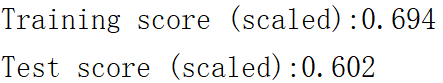 Training score (scaled):0.694
Test score (scaled):0.602